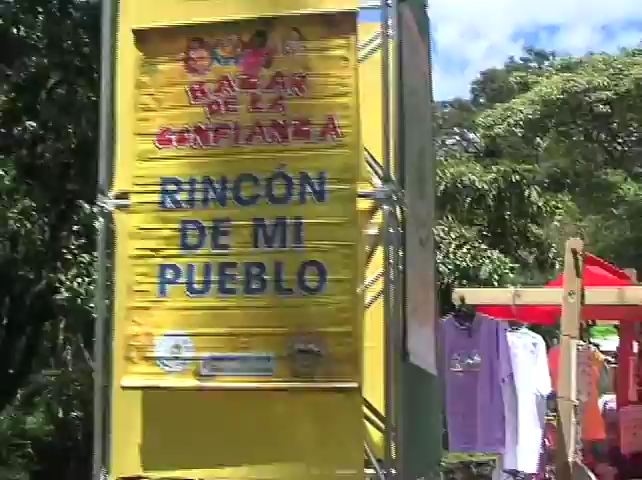 BAZAR
DE LA
CONFIANZA
RINCÓN
DE MI
PUEBLO